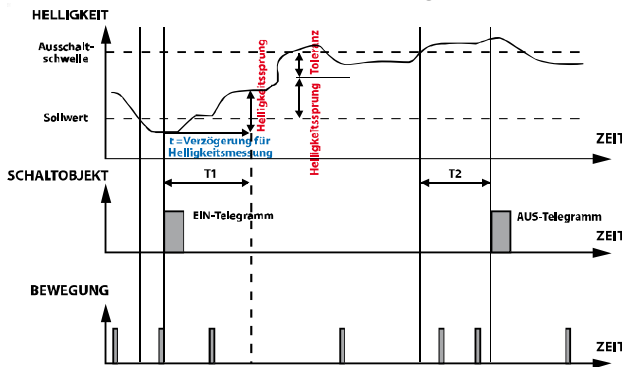 HELLIGKEIT
Ausschalt-
schwelle
Sollwert
Helligkeitssprung
Toleranz
Helligkeitssprung
t=Verzögerung für
Helligkeitsmessung
ZEIT
SCHALTOBJEKT
T1
T2
EIN-Telegramm
AUS-Telegramm
ZEIT
BEWEGUNG
ZEIT